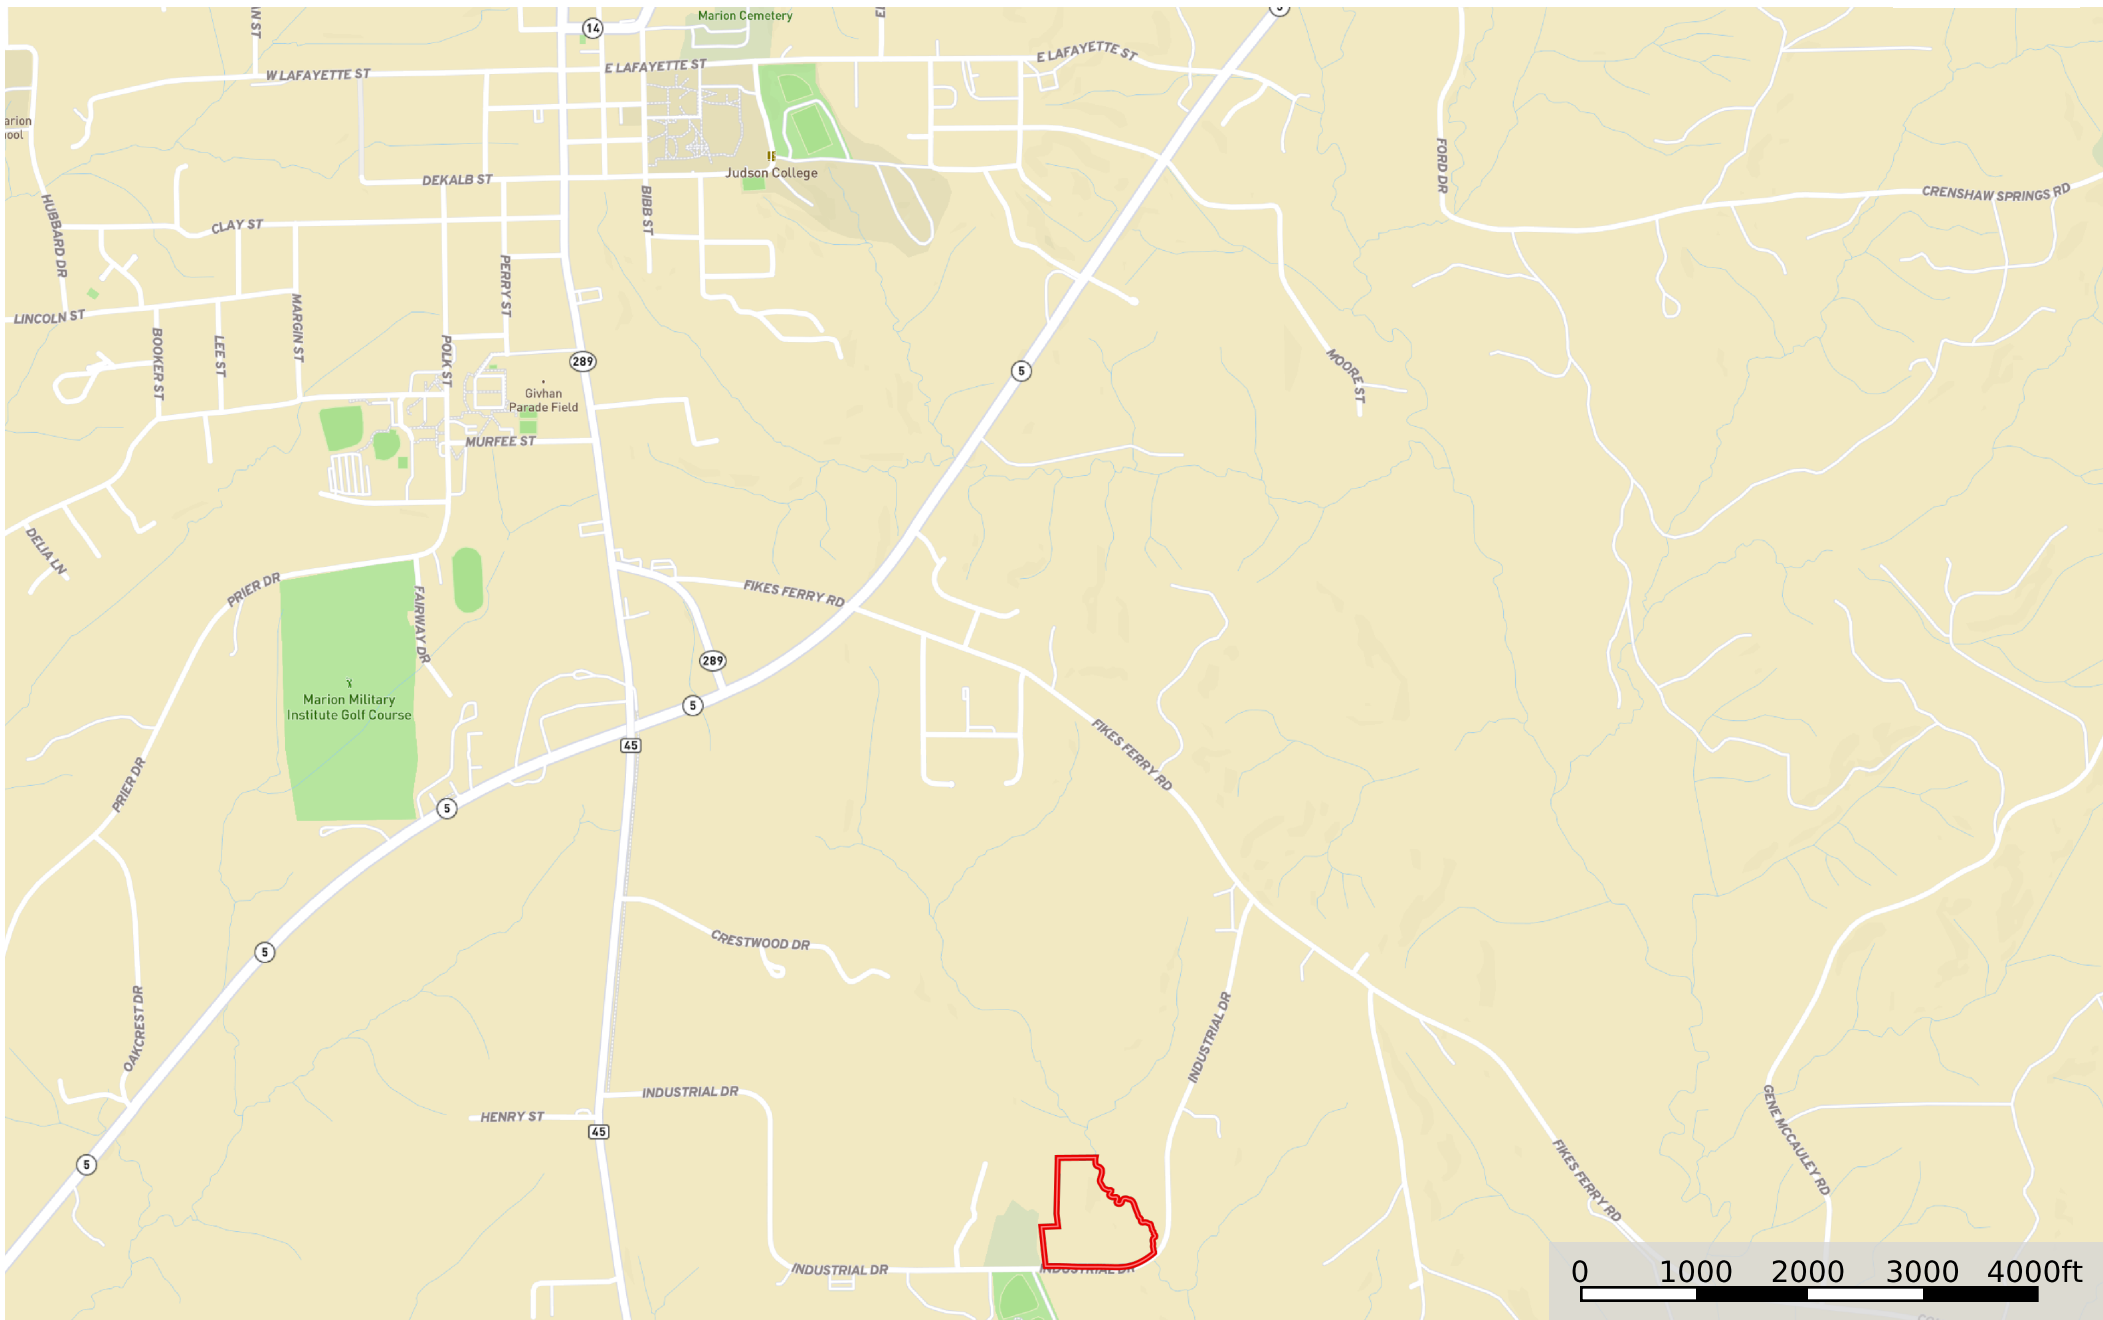 Marion Cemetery
14
5
E LAFAYETTE ST
E LAFAYETTE ST
W LAFAYETTE ST
arion
FORD DR
Judson College
DEKALB ST
CRENSHAW SPRINGS RD
BIBB ST
HUBBARD DR
CLAY ST
PERRY ST
LINCOLN ST
MARGIN ST
BOOKER ST
LEE ST
POLK ST
289
5
MOORE ST
Givhan
Parade Field
MURFEE ST
DELIA LN
PRIER DR
FAIRWAY DR
FIKES FERRY RD
289
Marion Military
Institute Golf Course
5
45
FIKES FERRY RD
PRIER DR
5
CRESTWOOD DR
5
OAKCREST DR
INDUSTRIAL DR
INDUSTRIAL DR
HENRY ST
45
GENE MCCAULEY RD
5
FIKES FERRY RD
INDUSTRIAL DR
INDUSTRIAL DR
0 1000 2000 3000 4000ft